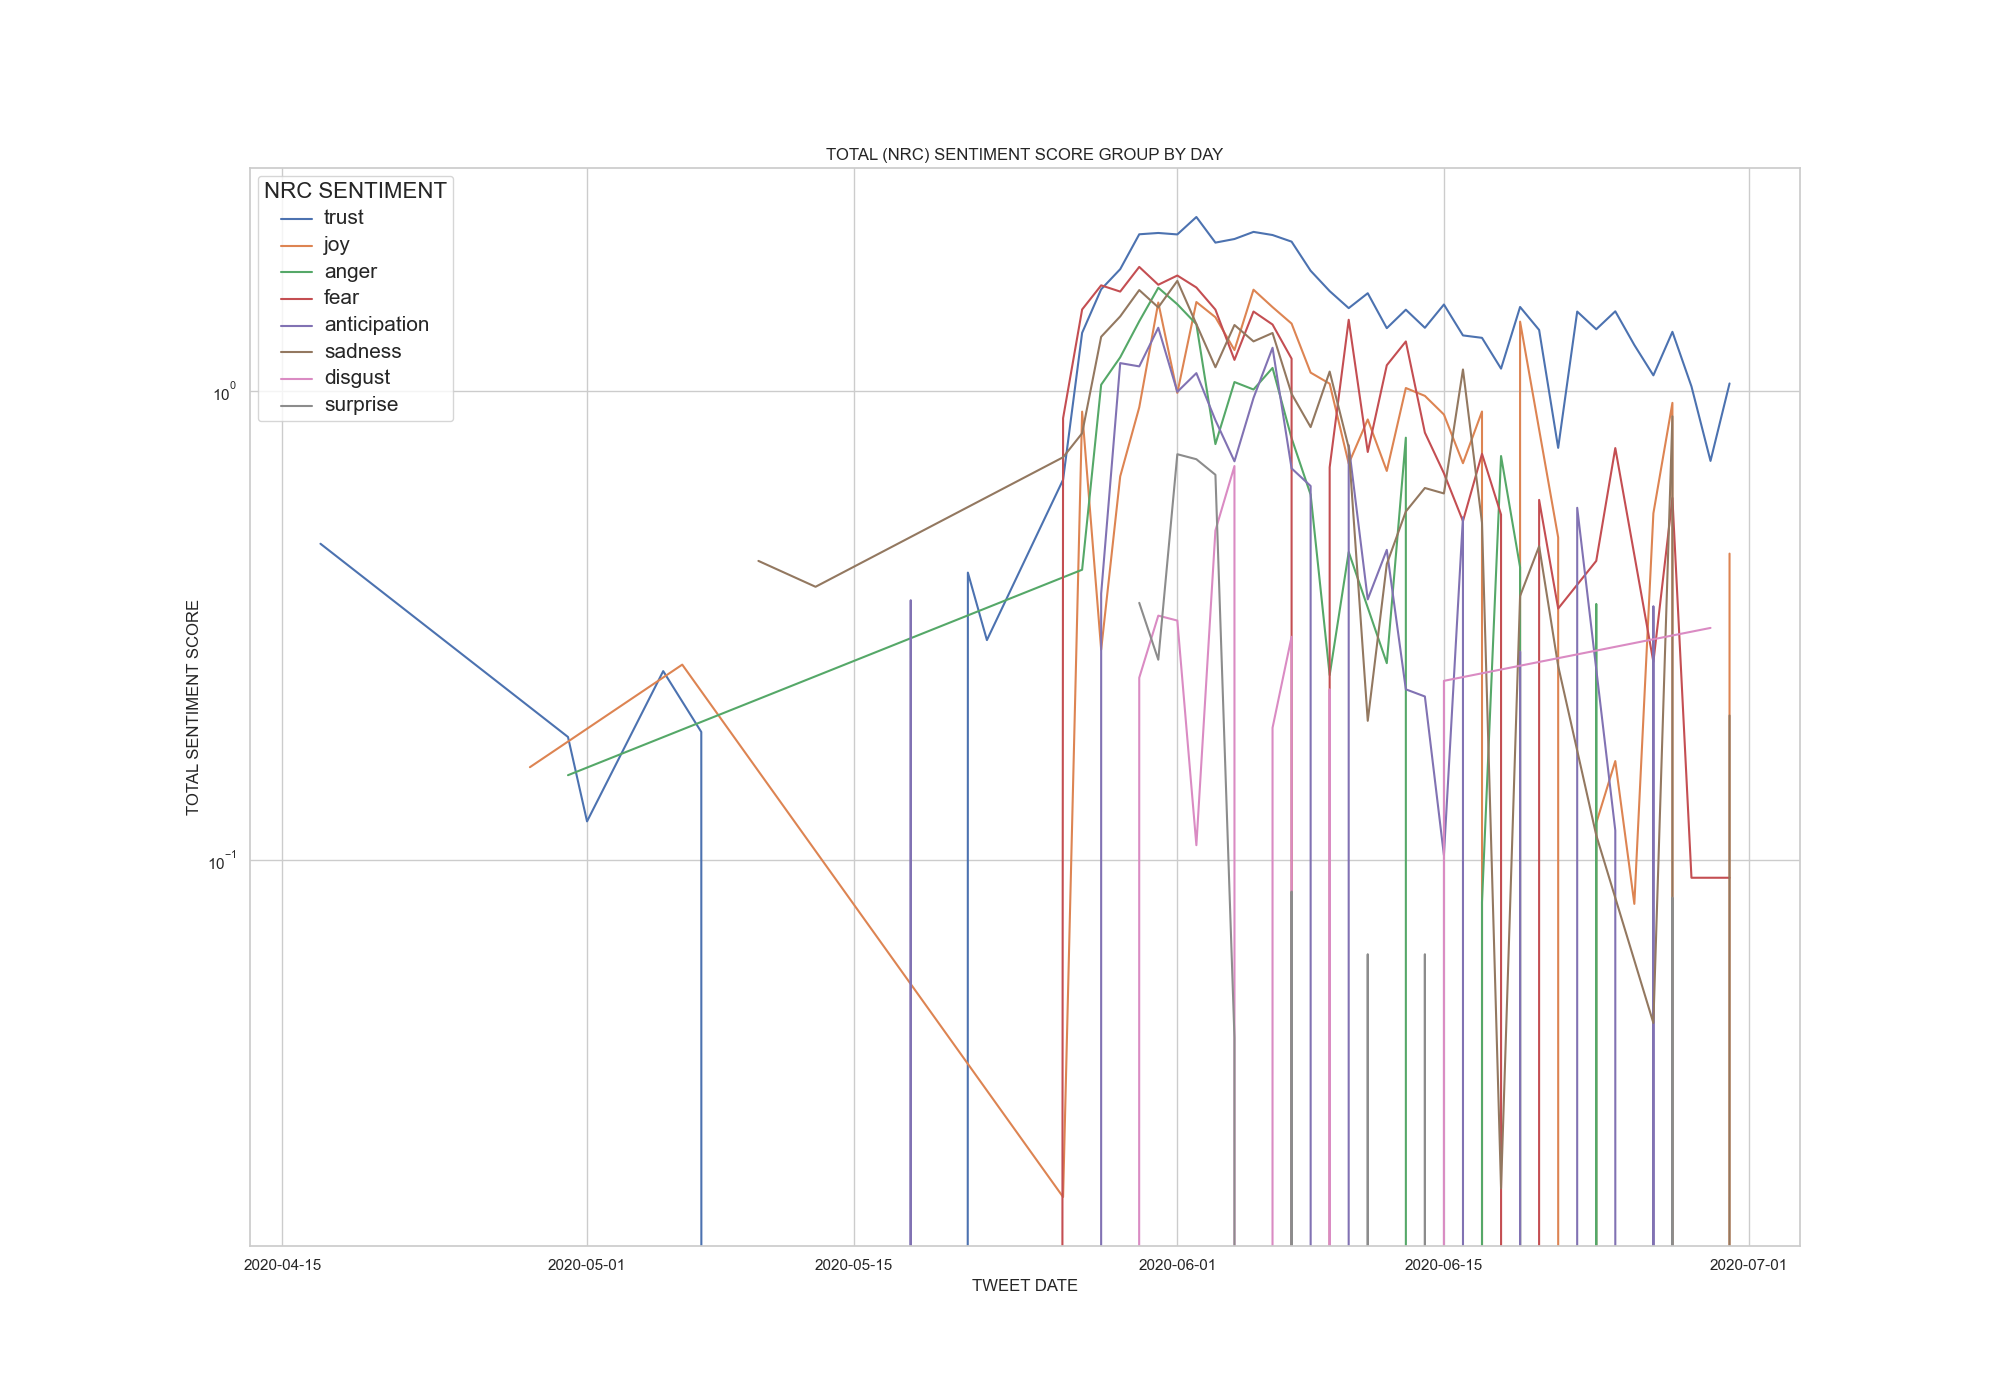 TOTAL (NRC) SENTIMENT SCORE GROUP BY DAY
NRC SENTIMENT
trust
joy
anger
fear
anticipation
sadness
disgust
surprise
10⁰
10⁻¹
TOTAL SENTIMENT SCORE
2020-04-15 2020-05-01 2020-05-15 2020-06-01 2020-06-15 2020-07-01
TWEET DATE